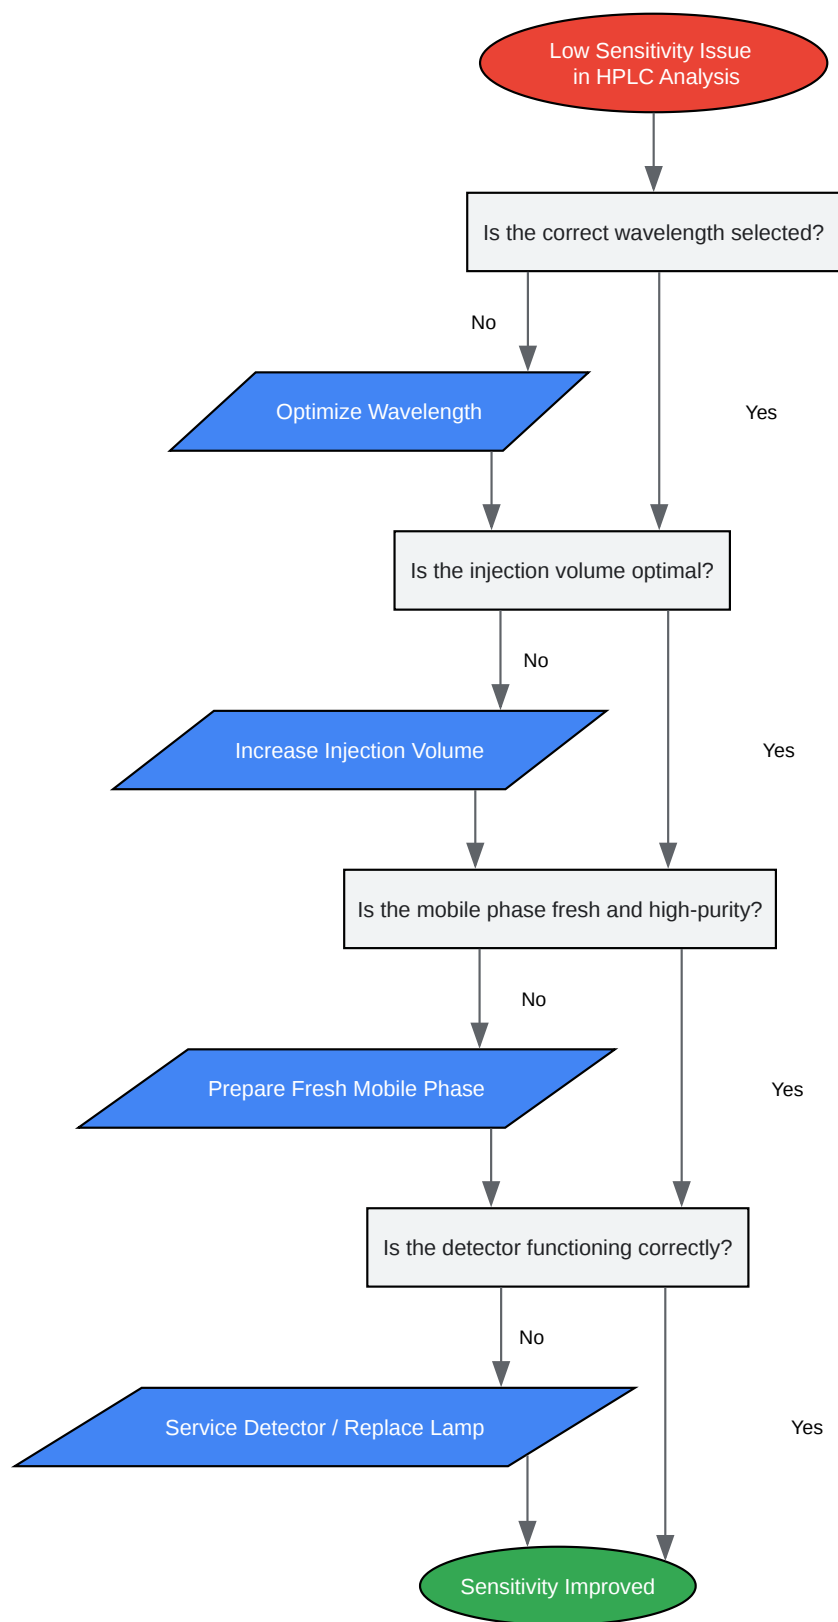 Low Sensitivity Issue
in HPLC Analysis
Is the correct wavelength selected?
No
Optimize Wavelength
Yes
Is the injection volume optimal?
No
Increase Injection Volume
Yes
Is the mobile phase fresh and high-purity?
No
Prepare Fresh Mobile Phase
Yes
Is the detector functioning correctly?
No
Service Detector / Replace Lamp
Yes
Sensitivity Improved